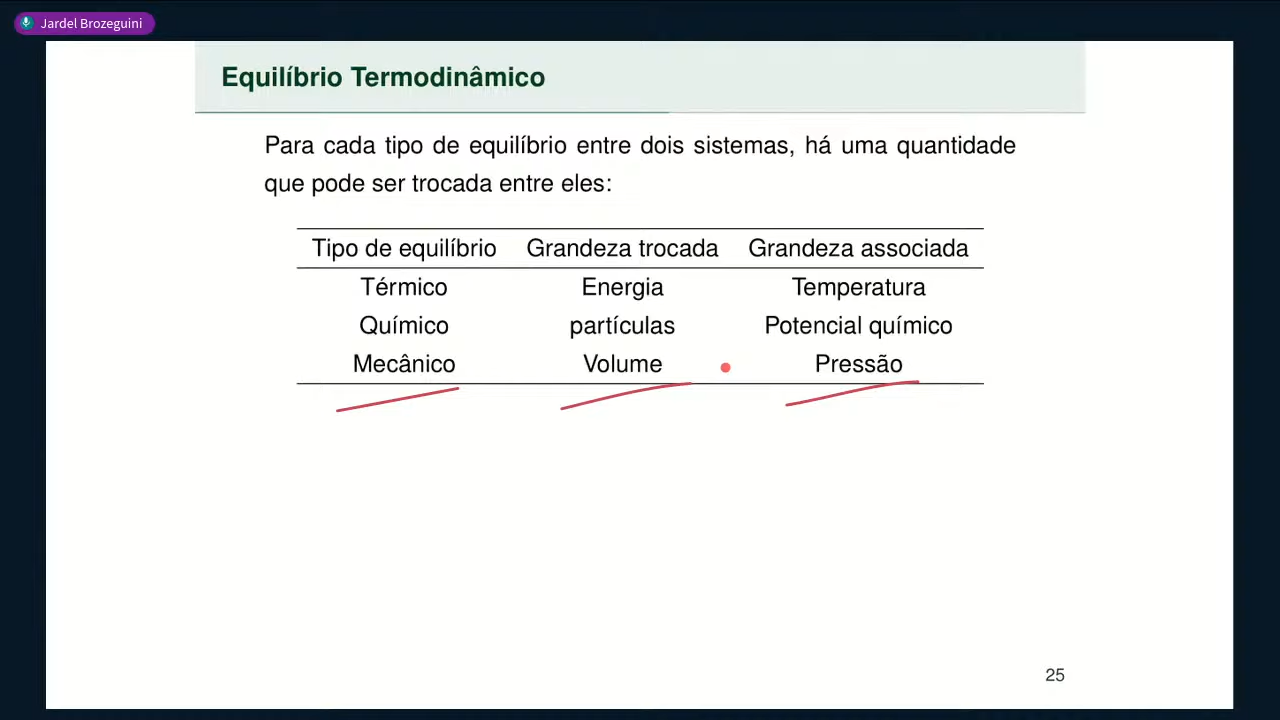 Jardel Brozeguini
Equilíbrio Termodinâmico
Para cada tipo de equilíbrio entre dois sistemas, há uma quantidade
que pode ser trocada entre eles:
Tipo de equilíbrio Grandeza trocada Grandeza associada
Térmico Energia Temperatura
Químico partículas Potencial químico
Mecânico Volume Pressão
25